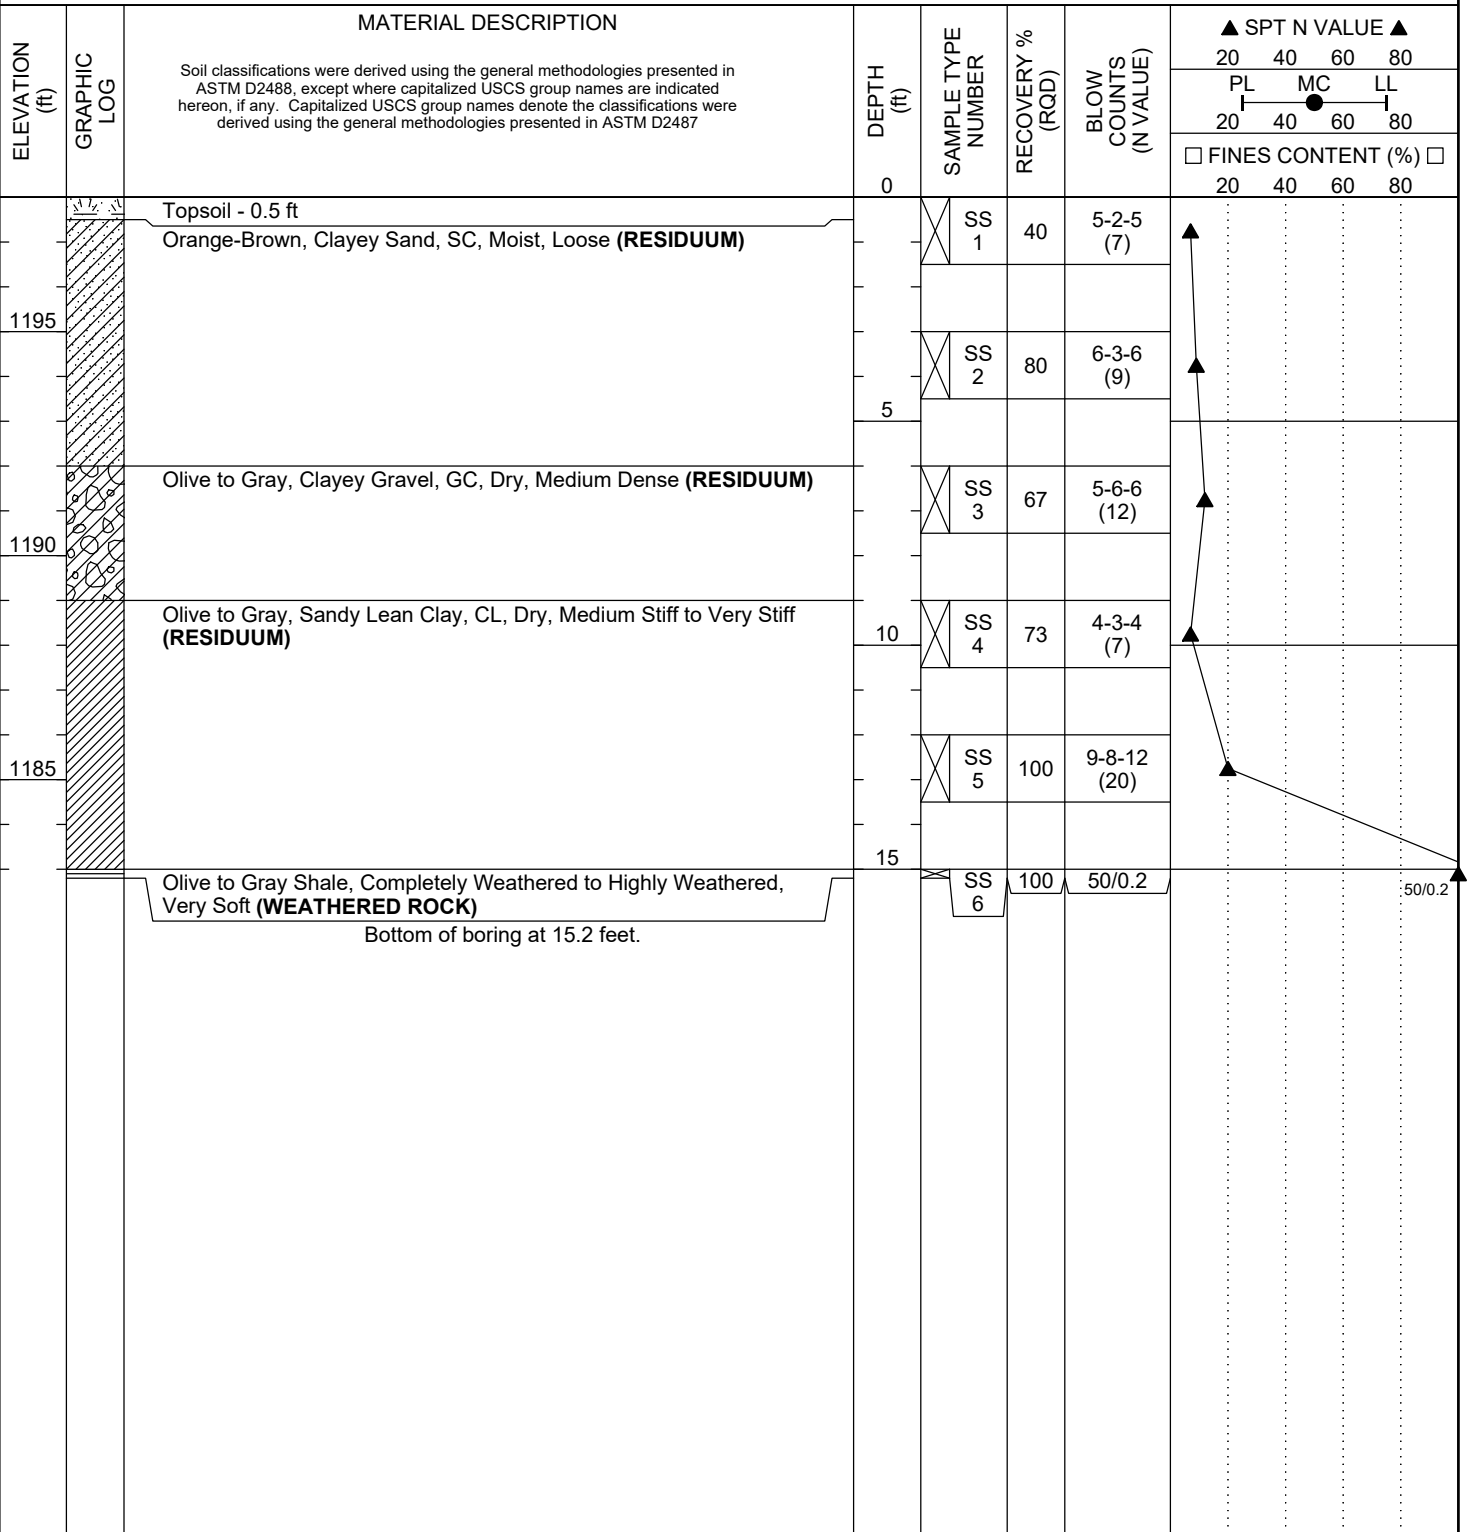 ELEVATION
(ft)
GRAPHIC
LOG
MATERIAL DESCRIPTION
Soil classifications were derived using the general methodologies presented in
ASTM D2488, except where capitalized USCS group names are indicated
hereon, if any. Capitalized USCS group names denote the classifications were
derived using the general methodologies presented in ASTM D2487
DEPTH
(ft)
0
SAMPLE TYPE
NUMBER
RECOVERY %
(RQD)
BLOW
COUNTS
(N VALUE)
▲ SPT N VALUE ▲
20 40 60 80
PL MC LL
20 40 60 80
□ FINES CONTENT (%) □
20 40 60 80
Topsoil - 0.5 ft
Orange-Brown, Clayey Sand, SC, Moist, Loose (RESIDUUM)
SS
1
40
5-2-5
(7)
1195
SS
2
80
6-3-6
(9)
5
Olive to Gray, Clayey Gravel, GC, Dry, Medium Dense (RESIDUUM)
SS
3
67
5-6-6
(12)
1190
Olive to Gray, Sandy Lean Clay, CL, Dry, Medium Stiff to Very Stiff
(RESIDUUM)
10
SS
4
73
4-3-4
(7)
1185
SS
5
100
9-8-12
(20)
15
Olive to Gray Shale, Completely Weathered to Highly Weathered,
Very Soft (WEATHERED ROCK)
SS
6
100
50/0.2
50/0.2
Bottom of boring at 15.2 feet.